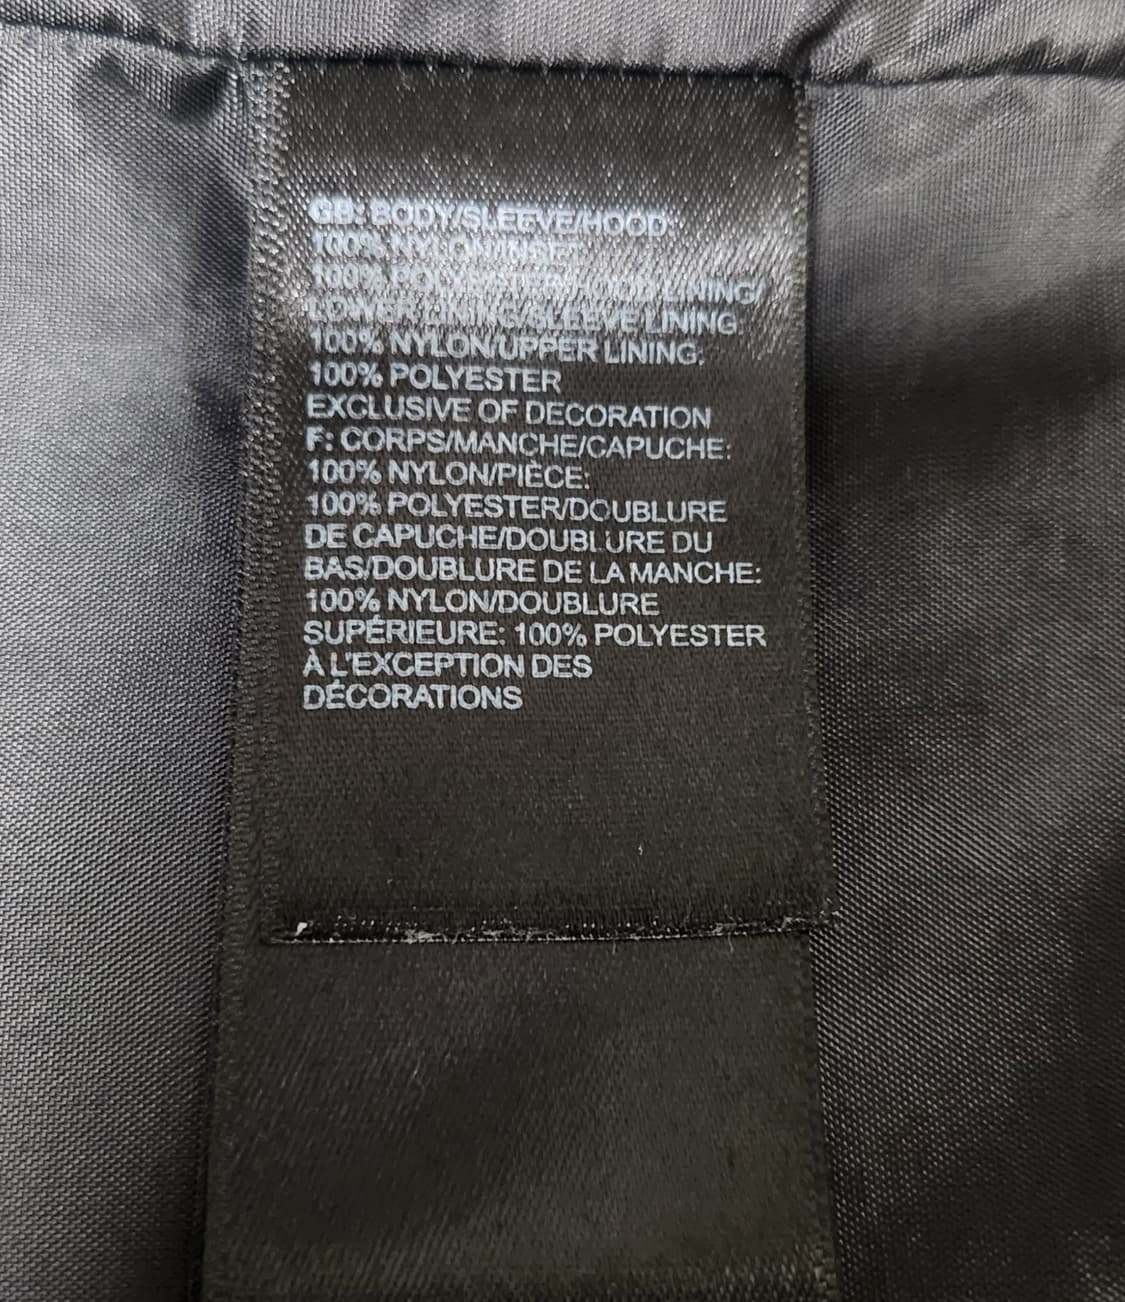 GB: BODY/SLEEVE/HOOD:
100% NYLON/INSET:
100% POLYESTER/HOOD LINING/
LOWER LINING/SLEEVE LINING:
100% NYLON/UPPER LINING:
100% POLYESTER
EXCLUSIVE OF DECORATION
F: CORPS/MANCHE/CAPUCHE:
100% NYLON/PIÈCE:
100% POLYESTER/DOUBLURE
DE CAPUCHE/DOUBLURE DU
BAS/DOUBLURE DE LA MANCHE:
100% NYLON/DOUBLURE
SUPÉRIEURE: 100% POLYESTER
À L'EXCEPTION DES
DÉCORATIONS